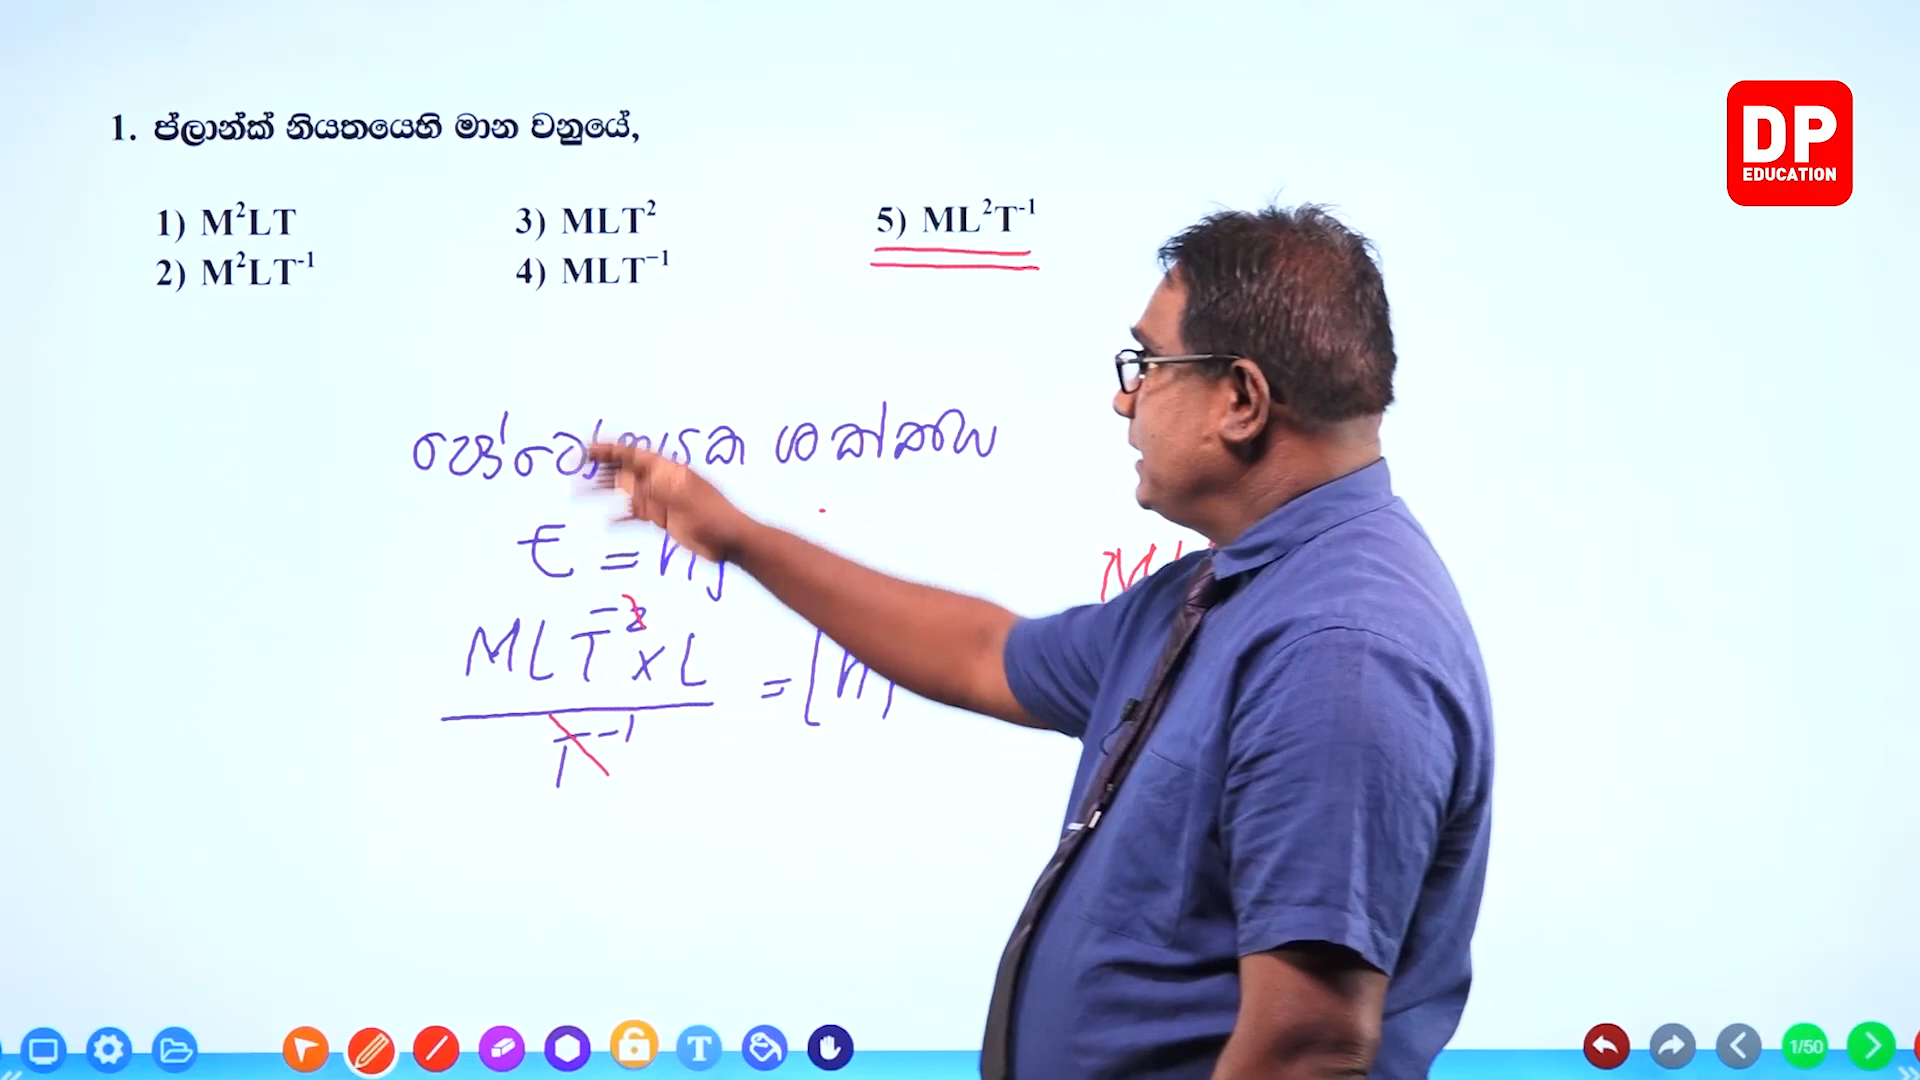 DP
EDUCATION
1. ප්ලාන්ක් නියතයෙහි මාන වනුයේ,
1) M²LT
3) MLT²
5) ML²T⁻¹
2) M²LT⁻¹
4) MLT⁻¹
E = hf
MLT⁻² × L
= [h]
T⁻¹
1/50
T